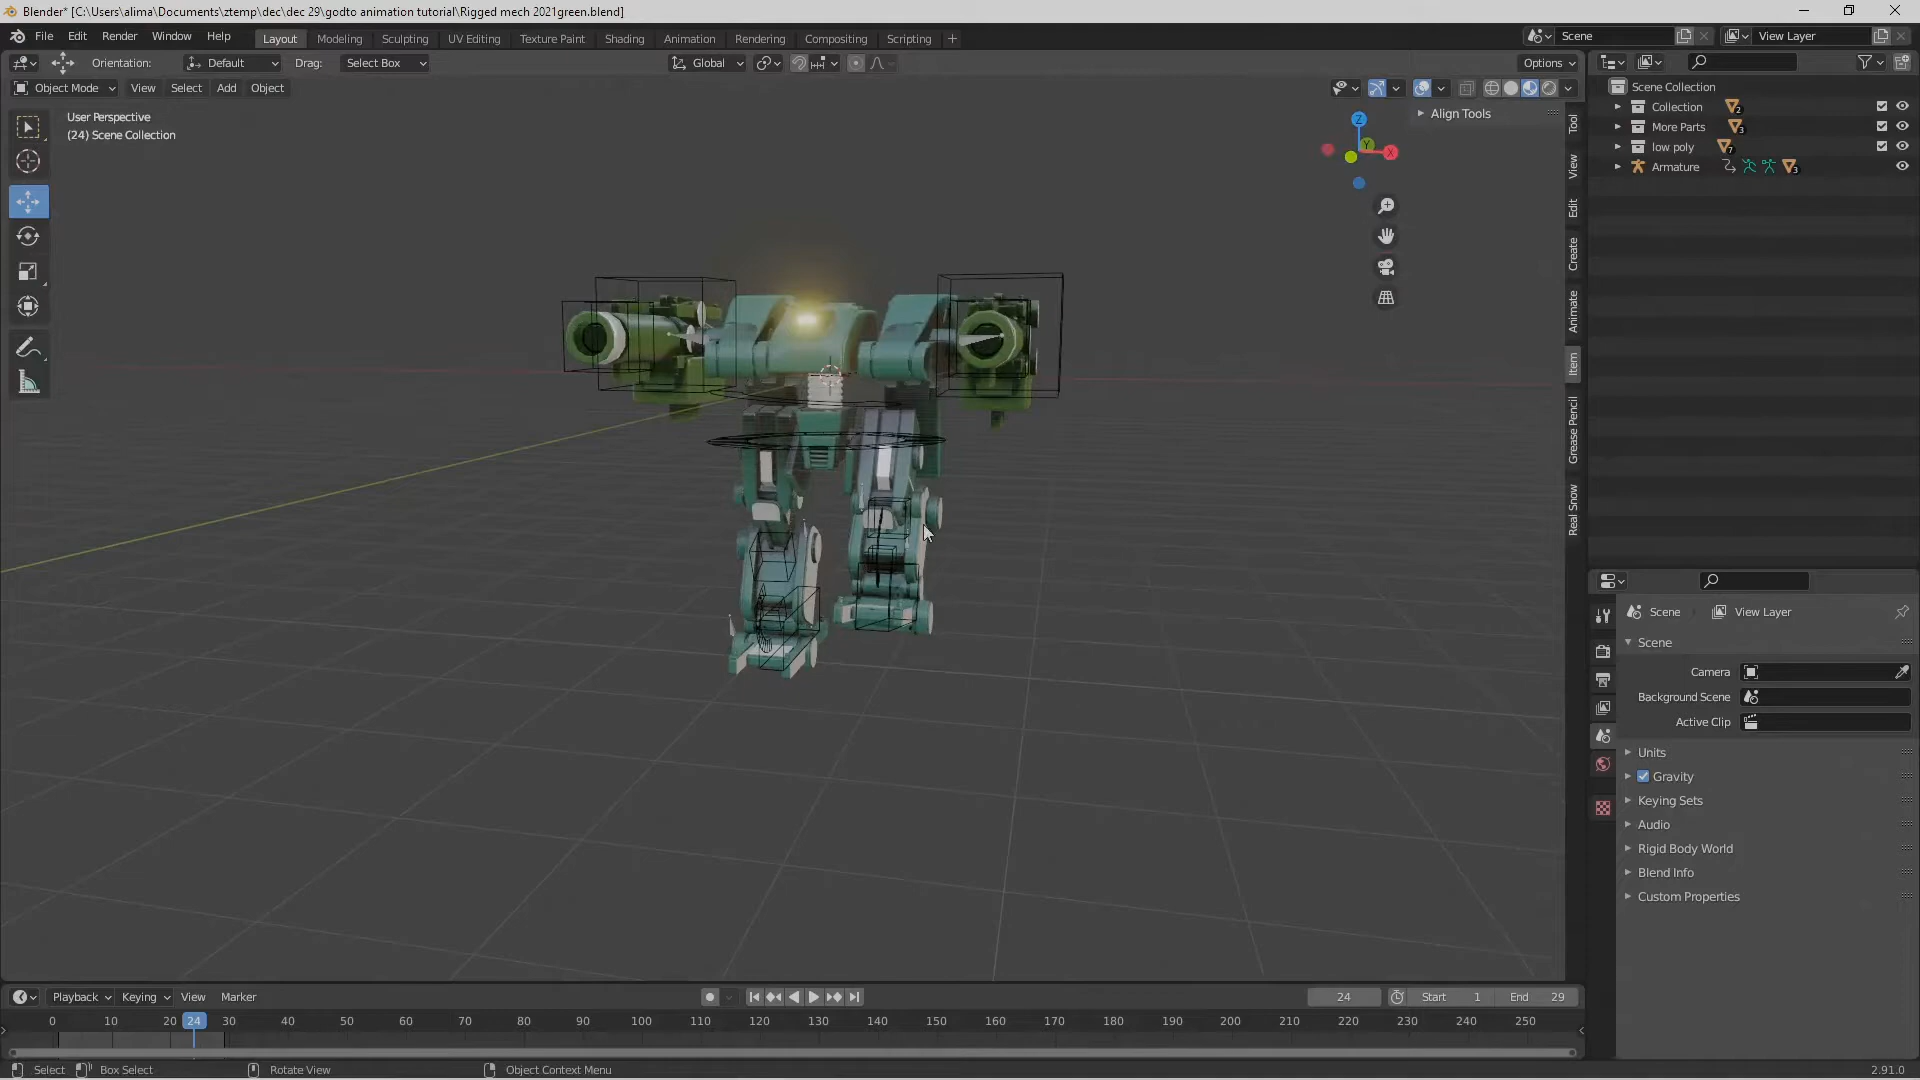 Blender* [C:\Users\alima\Documents\ztemp\dec\dec 29\godto animation tutorial\Rigged mech 2021green.blend]
File Edit Render Window Help Layout Modeling Sculpting UV Editing Texture Paint Shading Animation Rendering Compositing Scripting + Scene View Layer
Orientation: Default Drag: Select Box Global Options
Object Mode View Select Add Object
User Perspective
(24) Scene Collection
Z
Y
X
Align Tools
Tool
View
Edit
Create
Animate
Item
Grease Pencil
Real Snow
Scene Collection
Collection 2
More Parts 3
low poly 7
Armature 3
Scene View Layer
Scene
Camera
Background Scene
Active Clip
Units
Gravity
Keying Sets
Audio
Rigid Body World
Blend Info
Custom Properties
Playback Keying View Marker 24 Start 1 End 29
0 10 20 24 30 40 50 60 70 80 90 100 110 120 130 140 150 160 170 180 190 200 210 220 230 240 250
Select Box Select Rotate View Object Context Menu 2.91.0